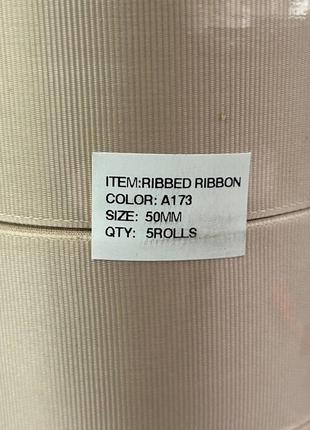 ITEM:RIBBED RIBBON
COLOR: A173
SIZE: 50MM
QTY: 5ROLLS